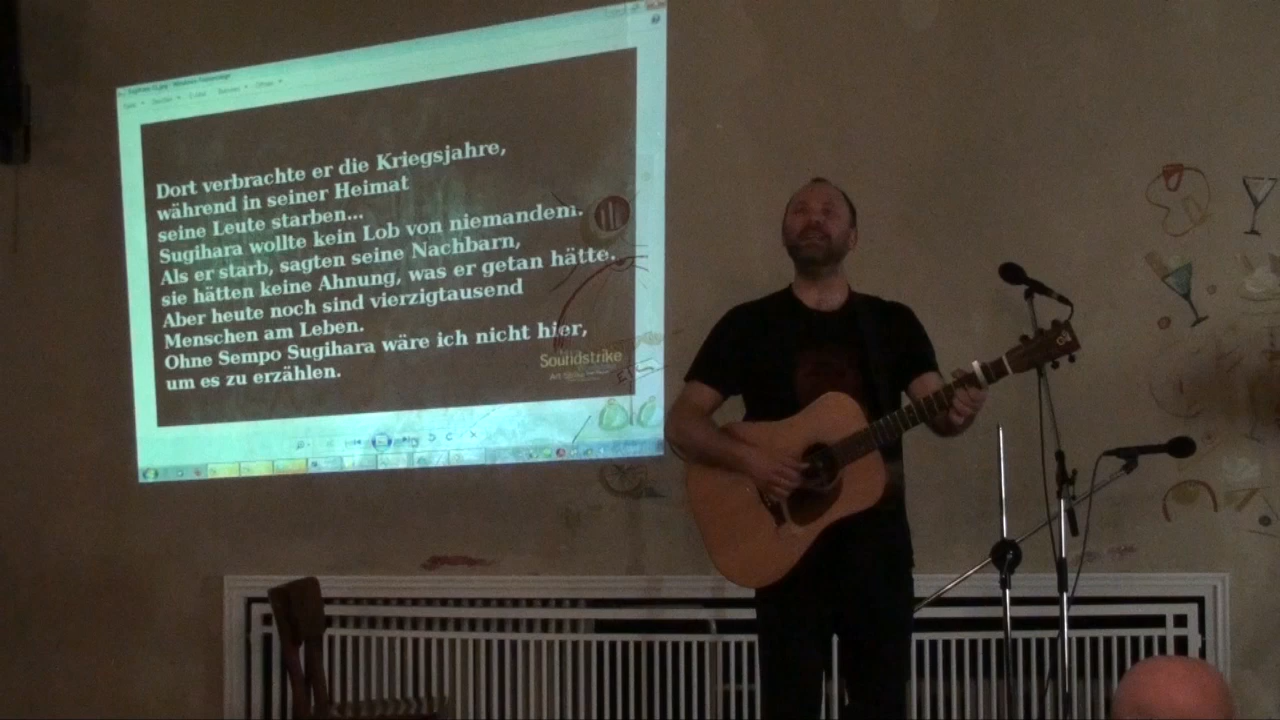 Dort verbrachte er die Kriegsjahre,
während in seiner Heimat
seine Leute starben...
Sugihara wollte kein Lob von niemandem.
Als er starb, sagten seine Nachbarn,
sie hätten keine Ahnung, was er getan hätte.
Aber heute noch sind vierzigtausend
Menschen am Leben.
Ohne Sempo Sugihara wäre ich nicht hier,
um es zu erzählen.
Soundstrike